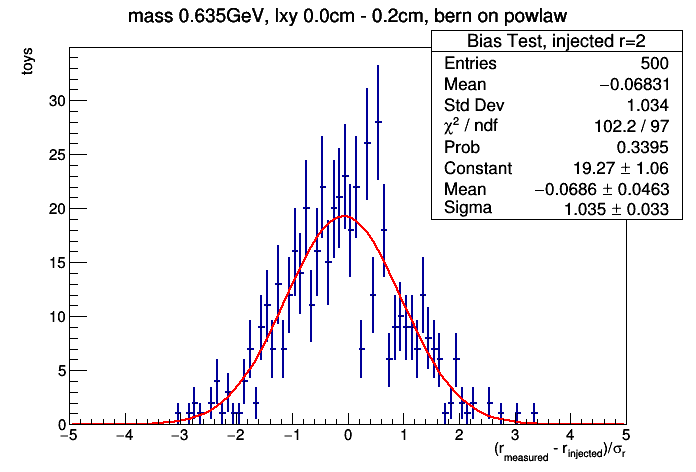 mass 0.635GeV, lxy 0.0cm - 0.2cm, bern on powlaw
Bias Test, injected r=2
Entries 500
Mean −0.06831
Std Dev 1.034
χ² / ndf 102.2 / 97
Prob 0.3395
Constant 19.27 ± 1.06
Mean −0.0686 ± 0.0463
Sigma 1.035 ± 0.033
toys
30
25
20
15
10
5
0
−5 −4 −3 −2 −1 0 1 2 3 4 5
(r_measured - r_injected)/σ_r